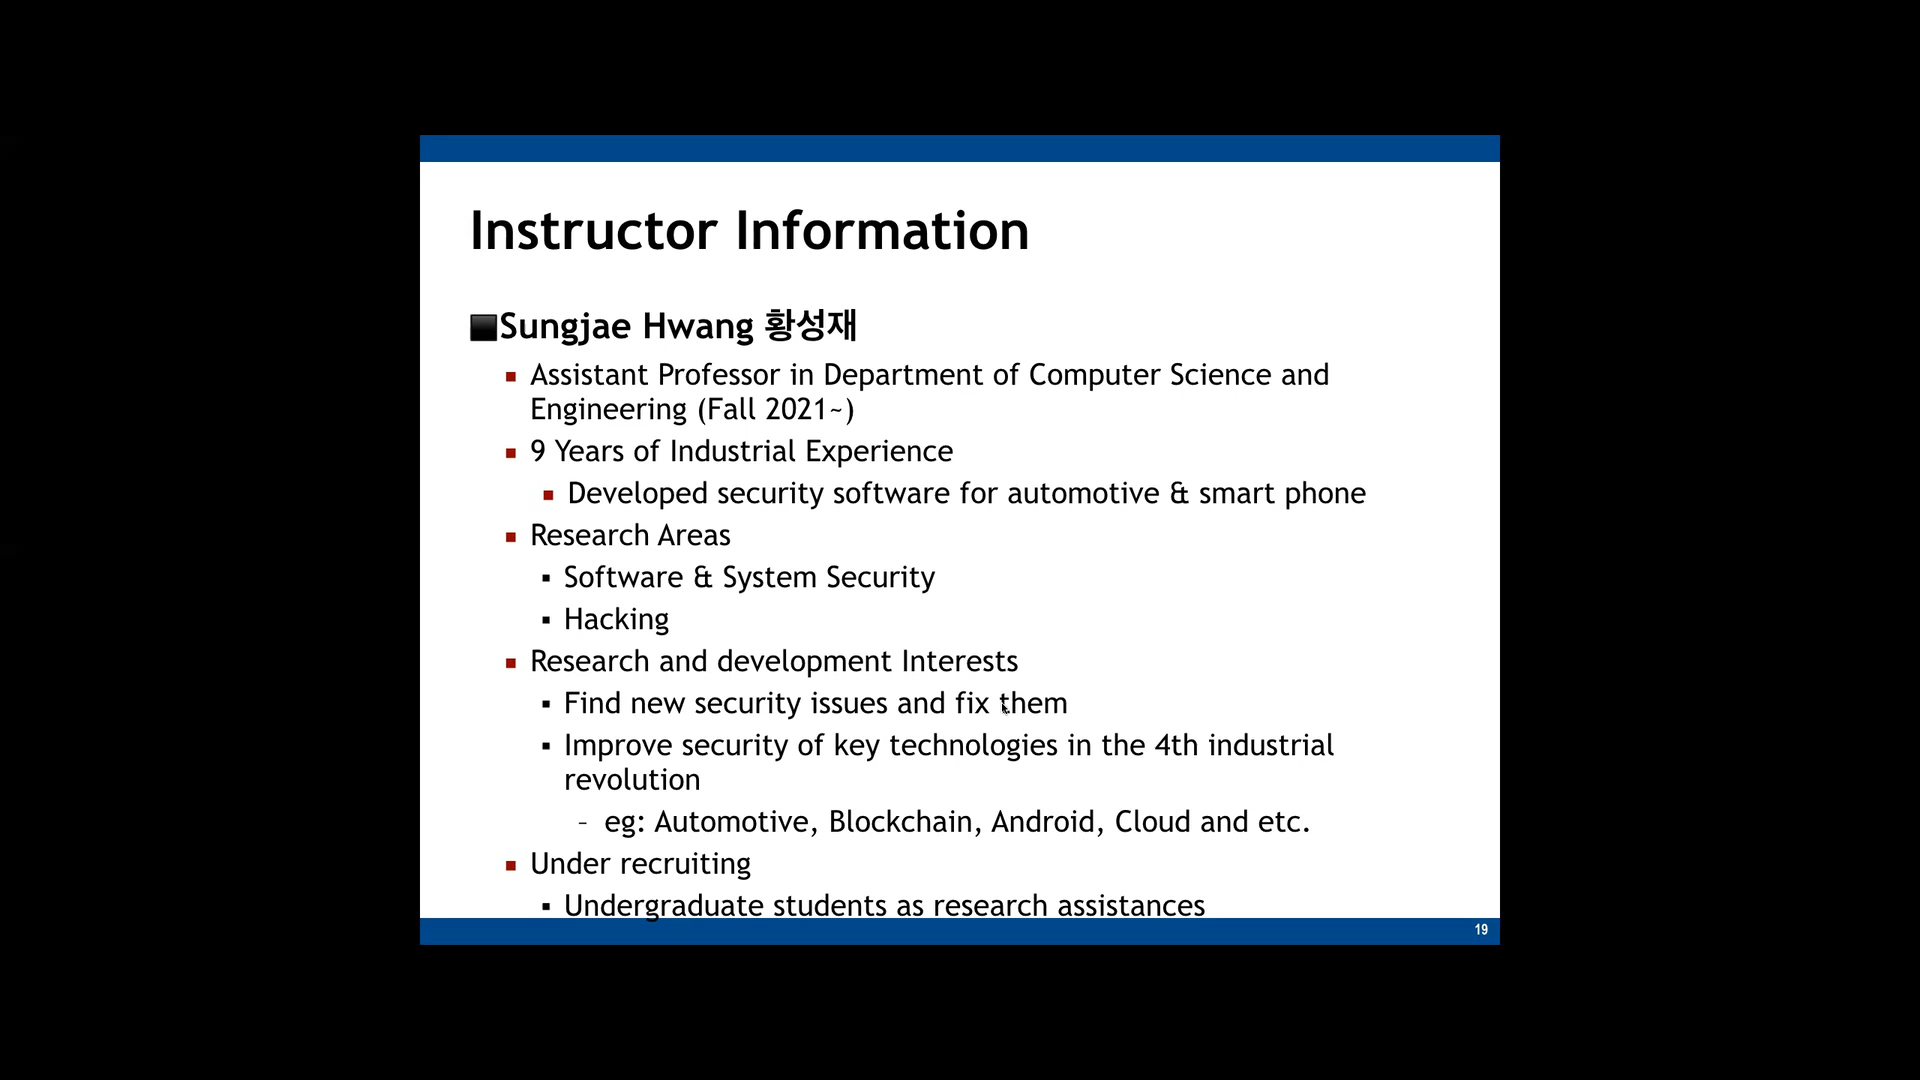 Instructor Information
Sungjae Hwang 황성재
Assistant Professor in Department of Computer Science and
Engineering (Fall 2021~)
9 Years of Industrial Experience
Developed security software for automotive & smart phone
Research Areas
Software & System Security
Hacking
Research and development Interests
Find new security issues and fix them
Improve security of key technologies in the 4th industrial
revolution
– eg: Automotive, Blockchain, Android, Cloud and etc.
Under recruiting
Undergraduate students as research assistances
19